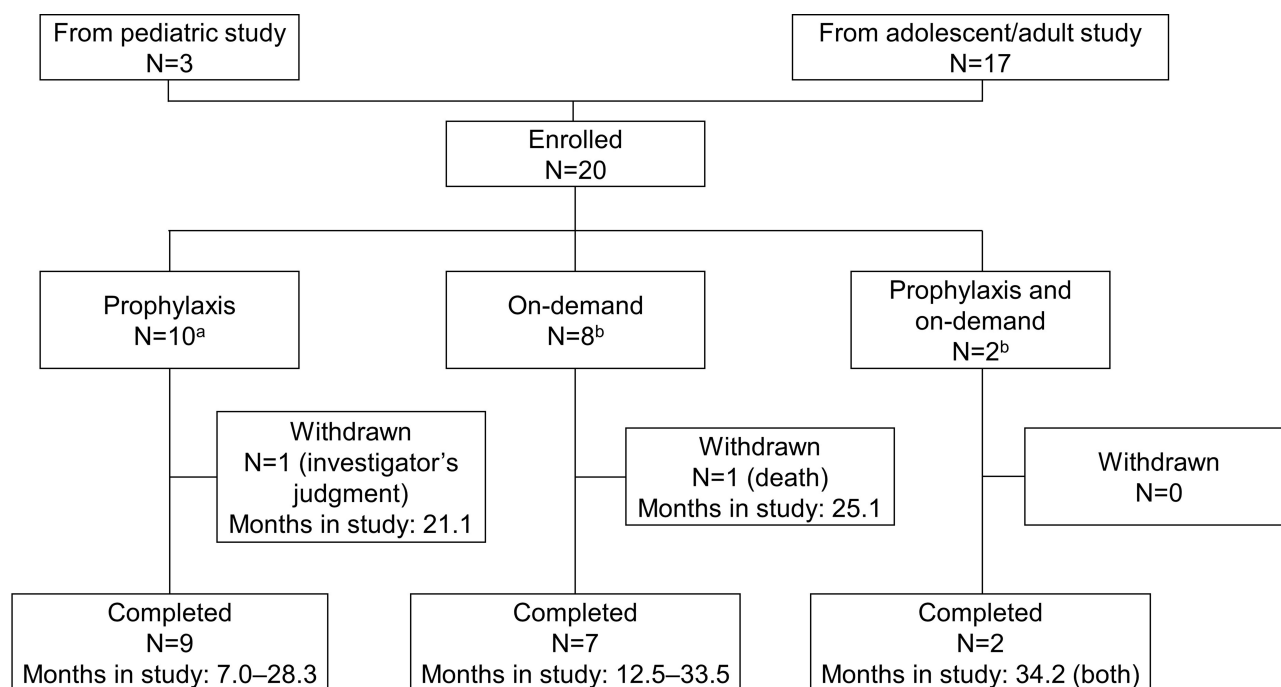 From pediatric study
N=3
From adolescent/adult study
N=17
Enrolled
N=20
Prophylaxis
N=10ᵃ
On-demand
N=8ᵇ
Prophylaxis and
on-demand
N=2ᵇ
Withdrawn
N=1 (investigator’s
judgment)
Months in study: 21.1
Withdrawn
N=1 (death)
Months in study: 25.1
Withdrawn
N=0
Completed
N=9
Months in study: 7.0–28.3
Completed
N=7
Months in study: 12.5–33.5
Completed
N=2
Months in study: 34.2 (both)